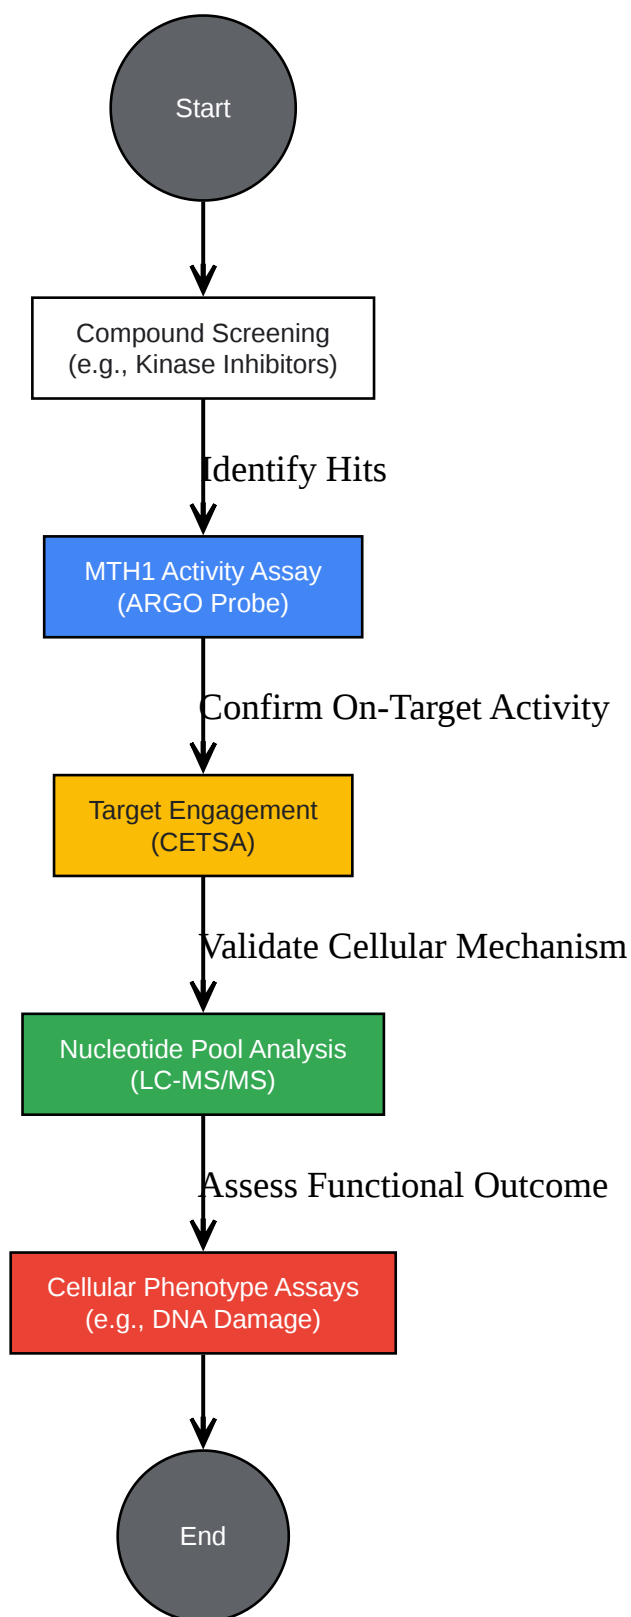 Start
Compound Screening
(e.g., Kinase Inhibitors)
Identify Hits
MTH1 Activity Assay
(ARGO Probe)
Confirm On-Target Activity
Target Engagement
(CETSA)
Validate Cellular Mechanism
Nucleotide Pool Analysis
(LC-MS/MS)
Assess Functional Outcome
Cellular Phenotype Assays
(e.g., DNA Damage)
End